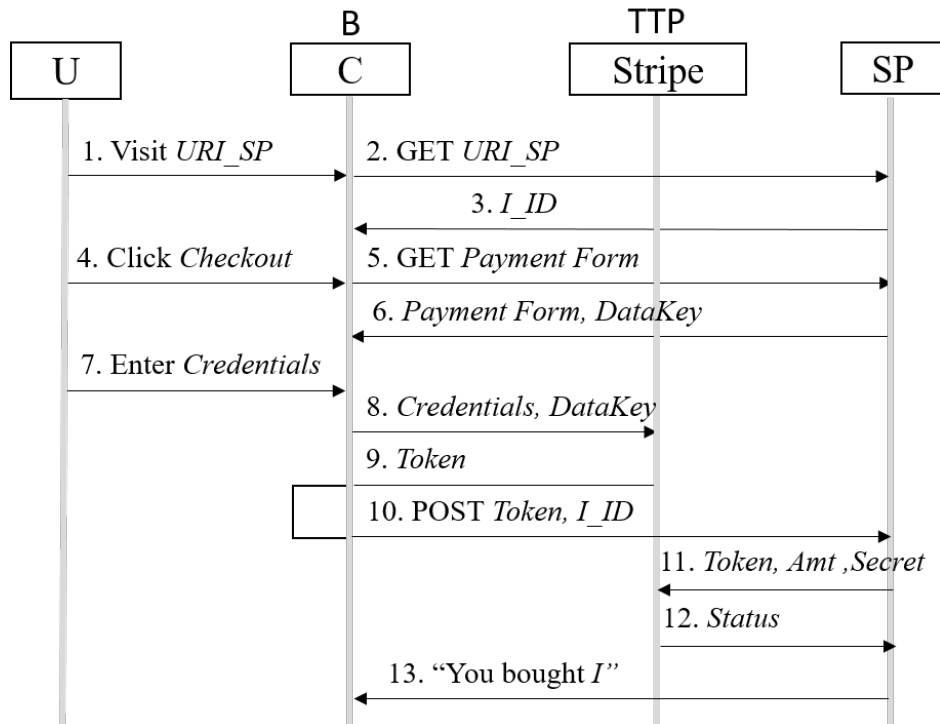 B TTP
U C Stripe SP
1. Visit URI_SP 2. GET URI_SP
3. I_ID
4. Click Checkout 5. GET Payment Form
6. Payment Form, DataKey
7. Enter Credentials
8. Credentials, DataKey
9. Token
10. POST Token, I_ID
11. Token, Amt ,Secret
12. Status
13. “You bought I”